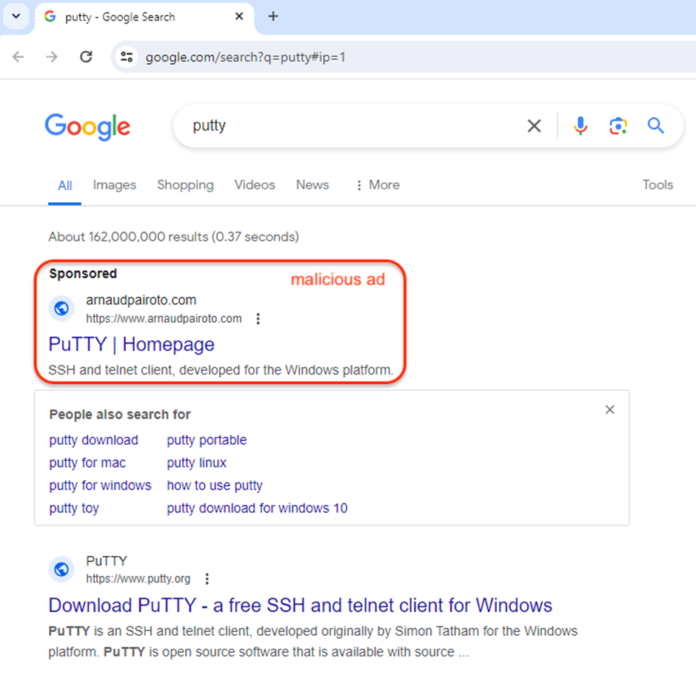 putty - Google Search
google.com/search?q=putty#ip=1
Google
putty
All Images Shopping Videos News More Tools
About 162,000,000 results (0.37 seconds)
Sponsored
malicious ad
arnaudpairoto.com
https://www.arnaudpairoto.com
PuTTY | Homepage
SSH and telnet client, developed for the Windows platform.
People also search for
putty download putty portable
putty for mac putty linux
putty for windows how to use putty
putty toy putty download for windows 10
PuTTY
https://www.putty.org
Download PuTTY - a free SSH and telnet client for Windows
PuTTY is an SSH and telnet client, developed originally by Simon Tatham for the Windows
platform. PuTTY is open source software that is available with source ...